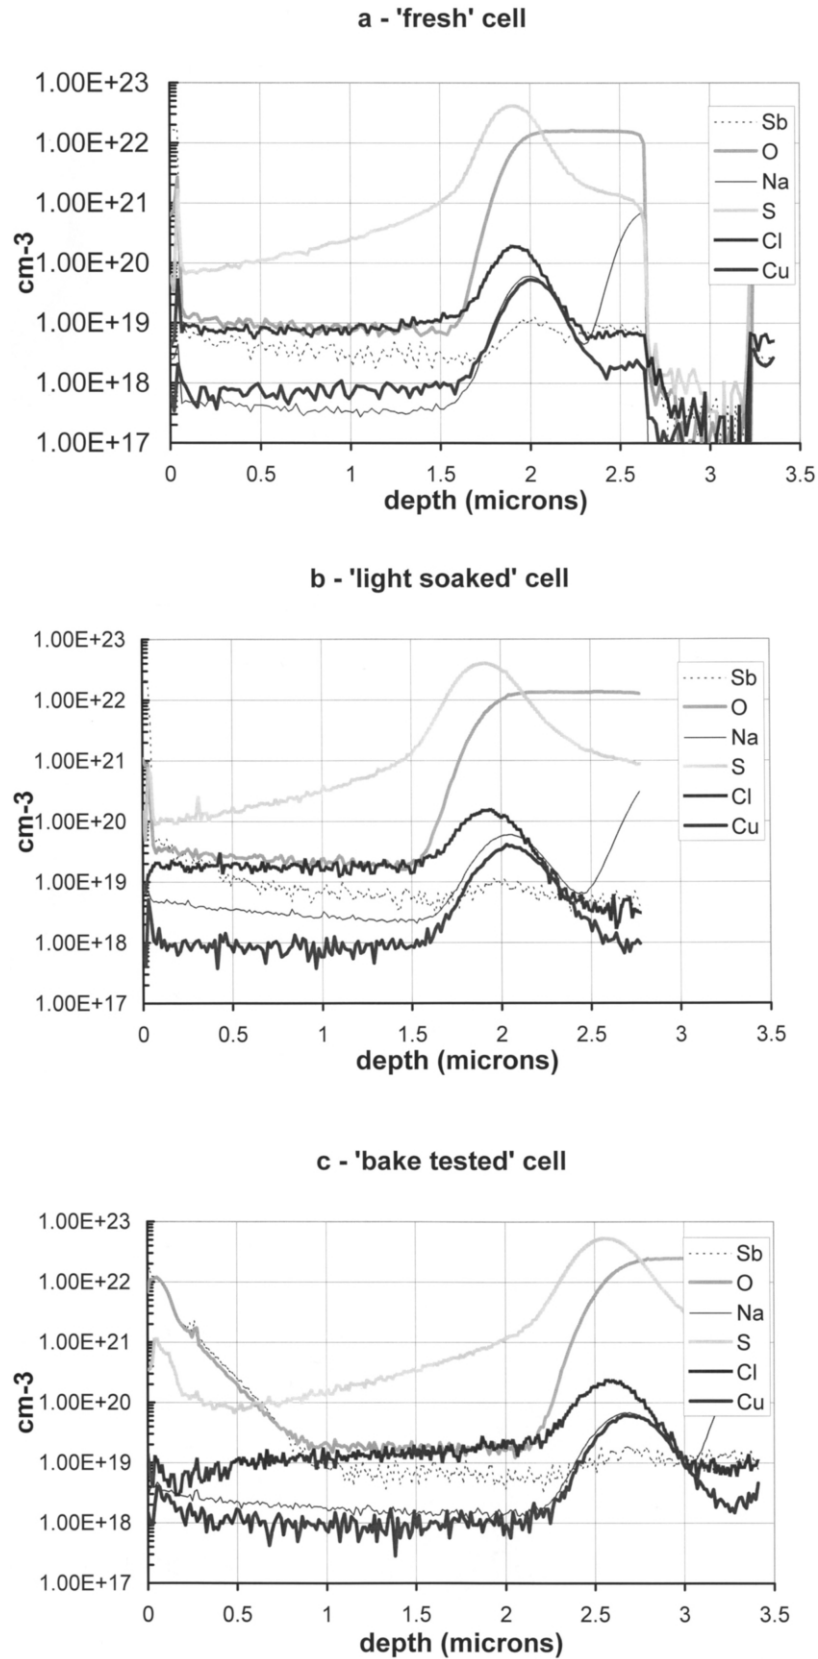 a - 'fresh' cell
1.00E+23
1.00E+22
1.00E+21
1.00E+20
1.00E+19
1.00E+18
1.00E+17
cm-3
Sb
O
Na
S
Cl
Cu
0 0.5 1 1.5 2 2.5 3 3.5
depth (microns)
b - 'light soaked' cell
1.00E+23
1.00E+22
1.00E+21
1.00E+20
1.00E+19
1.00E+18
1.00E+17
cm-3
Sb
O
Na
S
Cl
Cu
0 0.5 1 1.5 2 2.5 3 3.5
depth (microns)
c - 'bake tested' cell
1.00E+23
1.00E+22
1.00E+21
1.00E+20
1.00E+19
1.00E+18
1.00E+17
cm-3
Sb
O
Na
S
Cl
Cu
0 0.5 1 1.5 2 2.5 3 3.5
depth (microns)